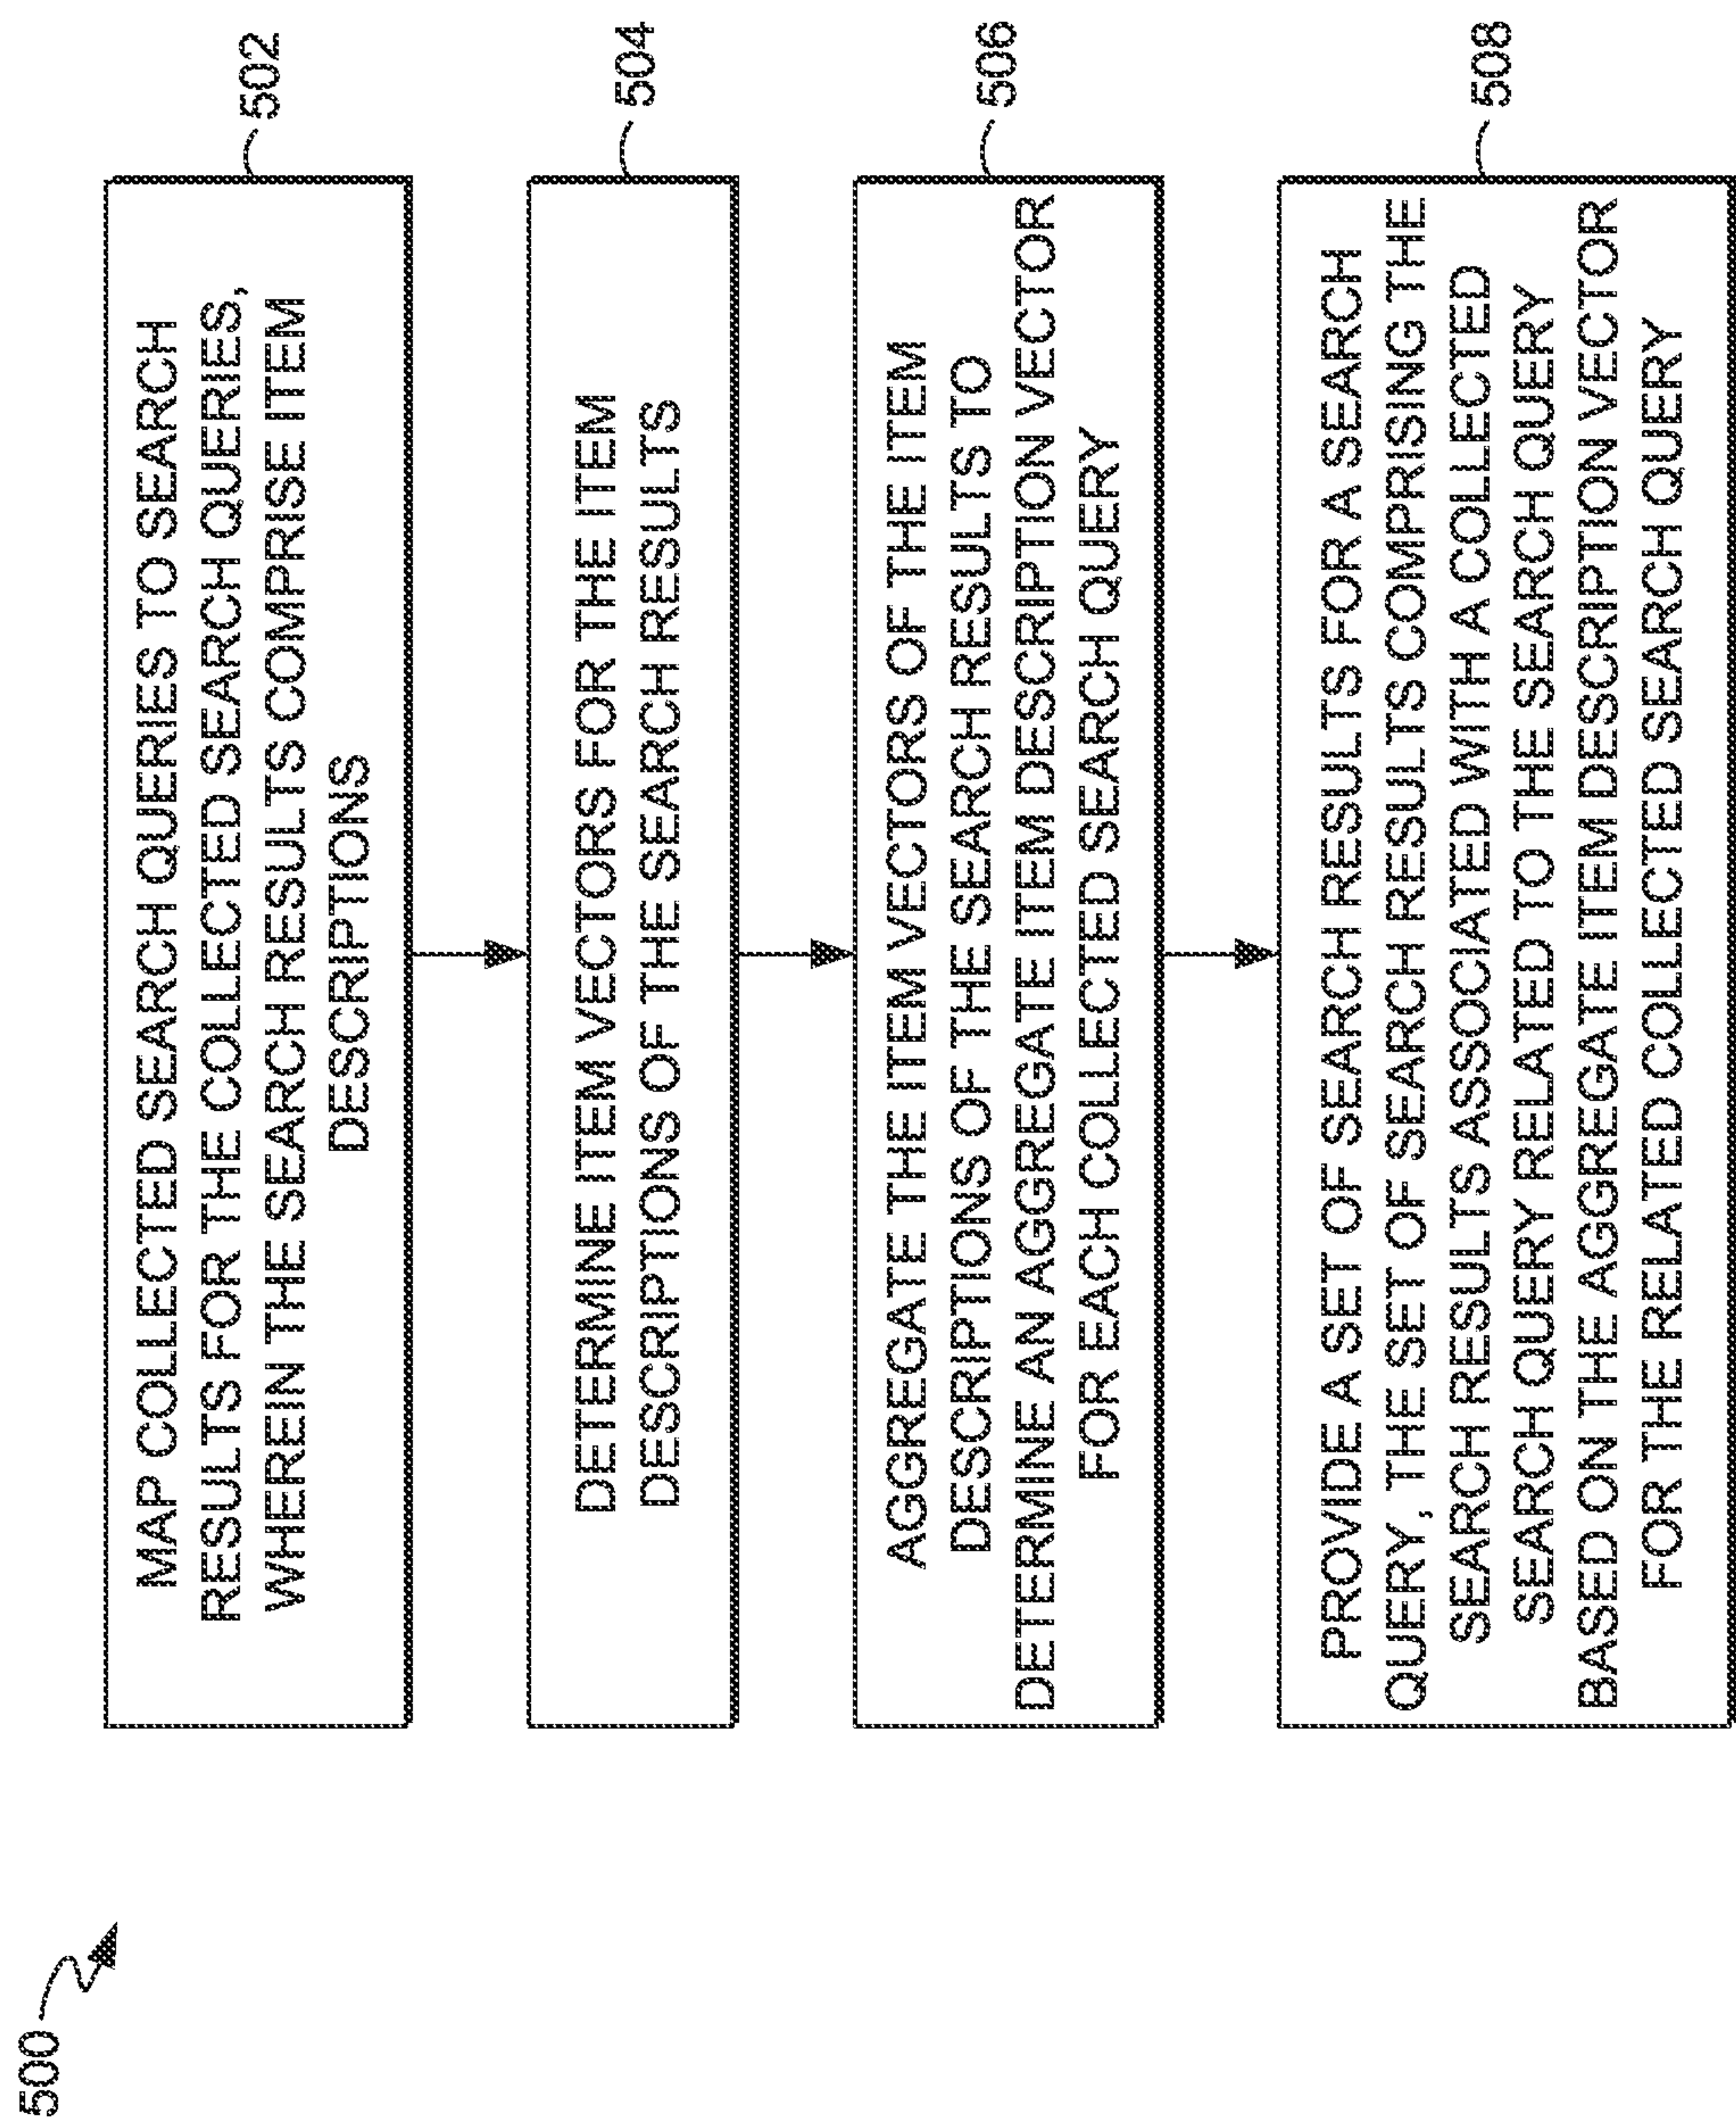 500
MAP COLLECTED SEARCH QUERIES TO SEARCH
RESULTS FOR THE COLLECTED SEARCH QUERIES,
WHEREIN THE SEARCH RESULTS COMPRISE ITEM
DESCRIPTIONS
502
DETERMINE ITEM VECTORS FOR THE ITEM
DESCRIPTIONS OF THE SEARCH RESULTS
504
AGGREGATE THE ITEM VECTORS OF THE ITEM
DESCRIPTIONS OF THE SEARCH RESULTS TO
DETERMINE AN AGGREGATE ITEM DESCRIPTION VECTOR
FOR EACH COLLECTED SEARCH QUERY
506
PROVIDE A SET OF SEARCH RESULTS FOR A SEARCH
QUERY, THE SET OF SEARCH RESULTS COMPRISING THE
SEARCH RESULTS ASSOCIATED WITH A COLLECTED
SEARCH QUERY RELATED TO THE SEARCH QUERY
BASED ON THE AGGREGATE ITEM DESCRIPTION VECTOR
FOR THE RELATED COLLECTED SEARCH QUERY
508